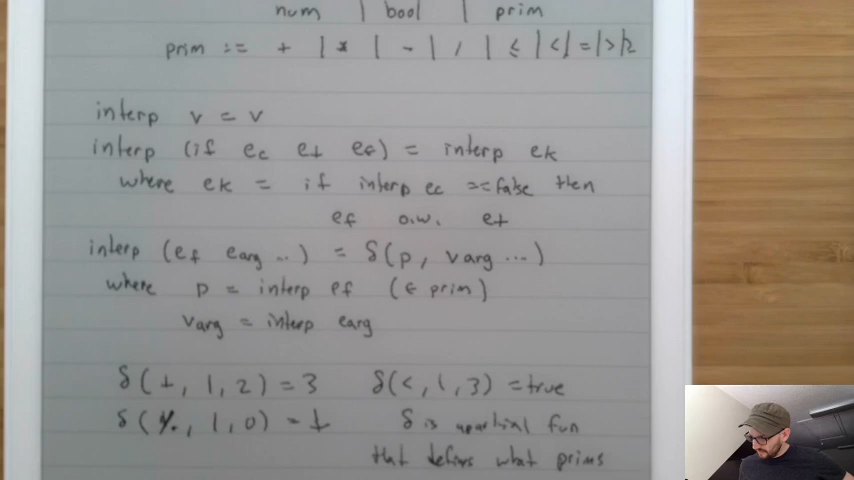 num | bool | prim
prim := + | * | - | / | ≤ | < | = | > | ≥
interp v = v
interp (if ec et ef) = interp ek
where ek = if interp ec == false then
ef o.w. et
interp (ef earg ...) = δ(p, varg ...)
where p = interp ef (∈ prim)
varg = interp earg
δ(+, 1, 2) = 3 δ(<, 1, 3) = true
δ(/, 1, 0) = ⊥ δ is partial fun
that defines what prims